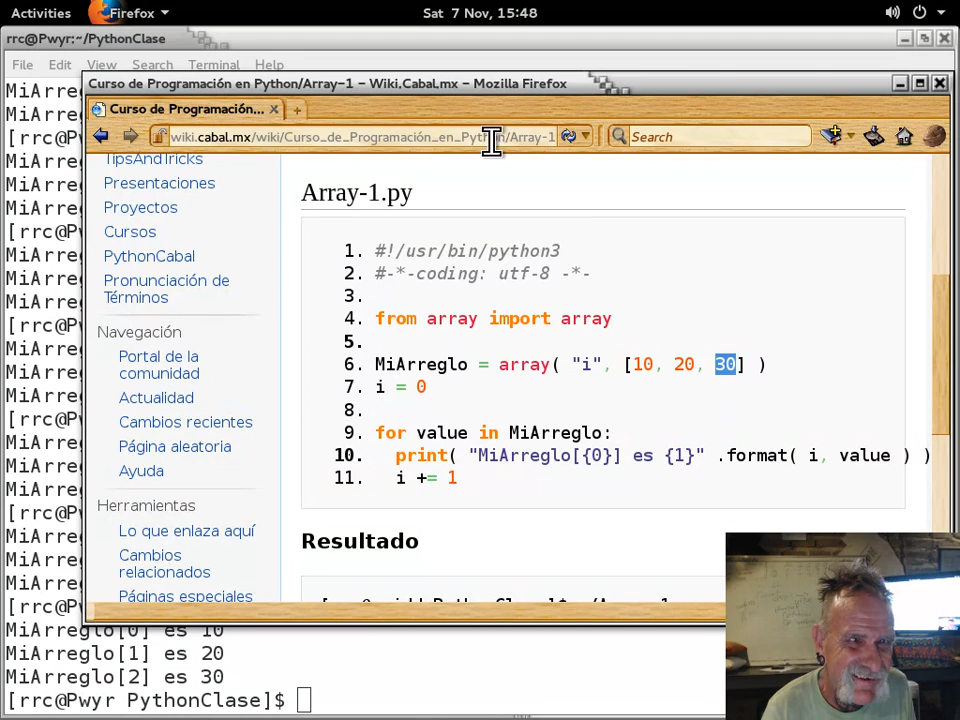 Activities Firefox Sat 7 Nov, 15:48
rrc@Pwyr:~/PythonClase
File Edit View Search Terminal Help
Curso de Programación en Python/Array-1 – Wiki.Cabal.mx – Mozilla Firefox
Curso de Programación...
wiki.cabal.mx/wiki/Curso_de_Programación_en_Python/Array-1
Search
TipsAndTricks
Presentaciones
Proyectos
Cursos
PythonCabal
Pronunciación de
Términos
Navegación
Portal de la
comunidad
Actualidad
Cambios recientes
Página aleatoria
Ayuda
Herramientas
Lo que enlaza aquí
Cambios
relacionados
Páginas especiales
Array-1.py
1. #!/usr/bin/python3
2. #-*-coding: utf-8 -*-
3.
4. from array import array
5.
6. MiArreglo = array( "i", [10, 20, 30] )
7. i = 0
8.
9. for value in MiArreglo:
10. print( "MiArreglo[{0}] es {1}" .format( i, value ) )
11. i += 1
Resultado
MiArreglo[0] es 10
MiArreglo[1] es 20
MiArreglo[2] es 30
[rrc@Pwyr PythonClase]$